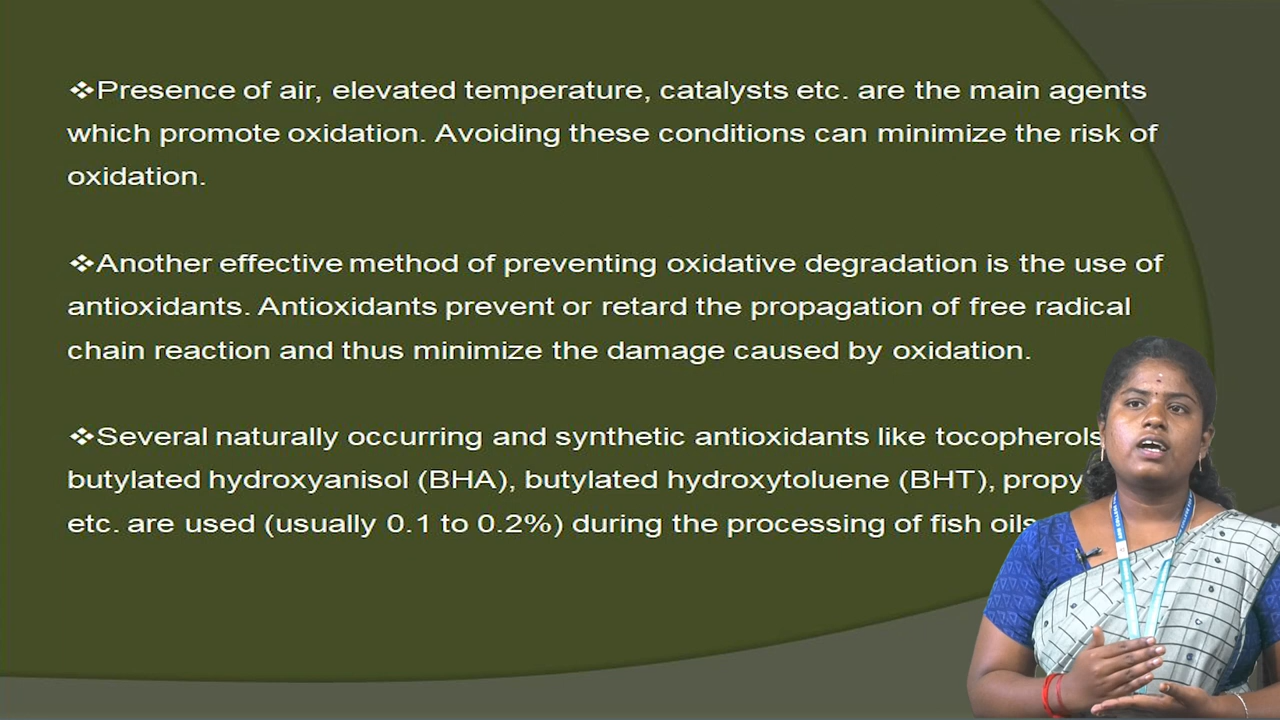 ❖Presence of air, elevated temperature, catalysts etc. are the main agents
which promote oxidation. Avoiding these conditions can minimize the risk of
oxidation.
❖Another effective method of preventing oxidative degradation is the use of
antioxidants. Antioxidants prevent or retard the propagation of free radical
chain reaction and thus minimize the damage caused by oxidation.
❖Several naturally occurring and synthetic antioxidants like tocopherols
butylated hydroxyanisol (BHA), butylated hydroxytoluene (BHT),
etc. are used (usually 0.1 to 0.2%) during the processing of fish oils